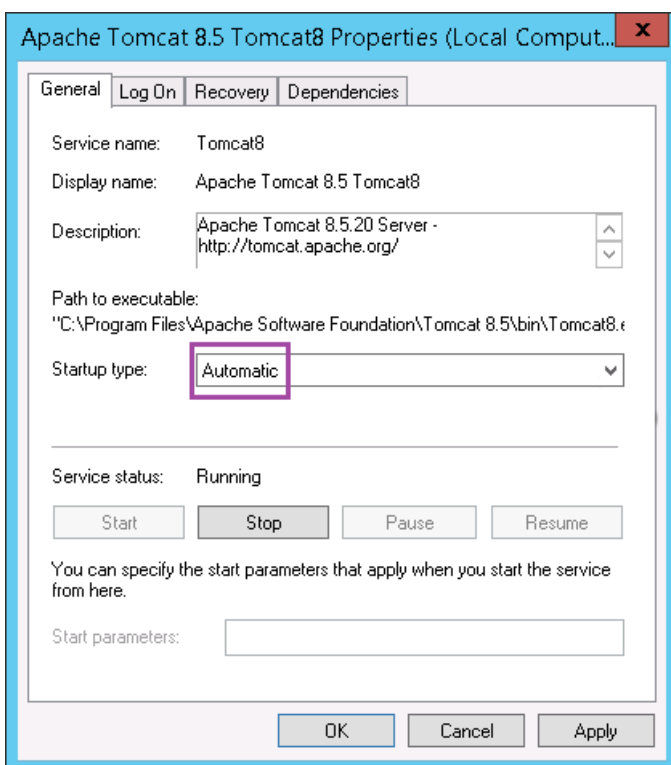 Apache Tomcat 8.5 Tomcat8 Properties (Local Comput... x
General Log On Recovery Dependencies
Service name: Tomcat8
Display name: Apache Tomcat 8.5 Tomcat8
Description: Apache Tomcat 8.5.20 Server -
http://tomcat.apache.org/
Path to executable:
"C:\Program Files\Apache Software Foundation\Tomcat 8.5\bin\Tomcat8.e
Startup type: Automatic
Service status: Running
Start Stop Pause Resume
You can specify the start parameters that apply when you start the service
from here.
Start parameters:
OK Cancel Apply